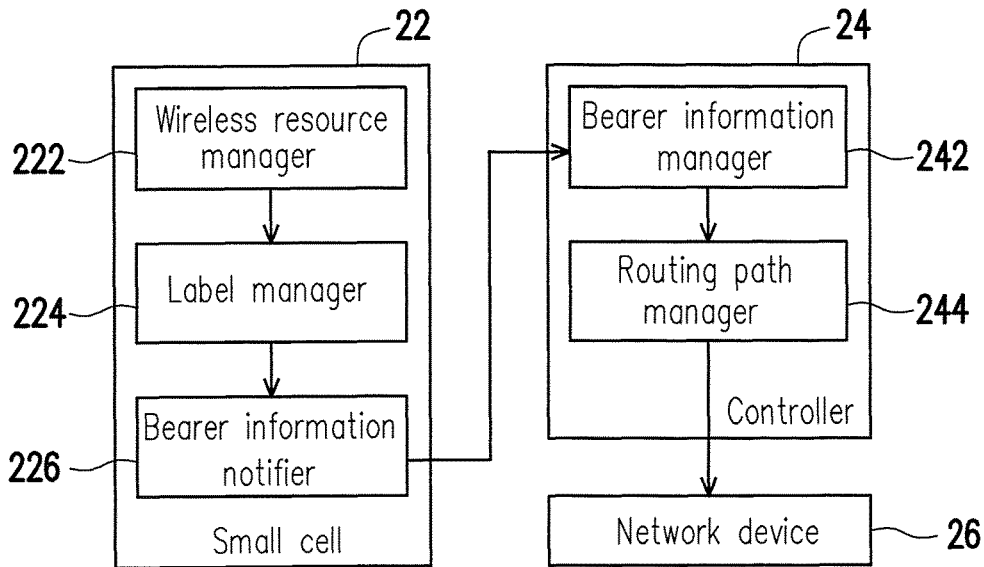 22
Wireless resource
manager
222
Label manager
224
Bearer information
notifier
226
Small cell
24
Bearer information
manager
242
Routing path
manager
244
Controller
Network device
26